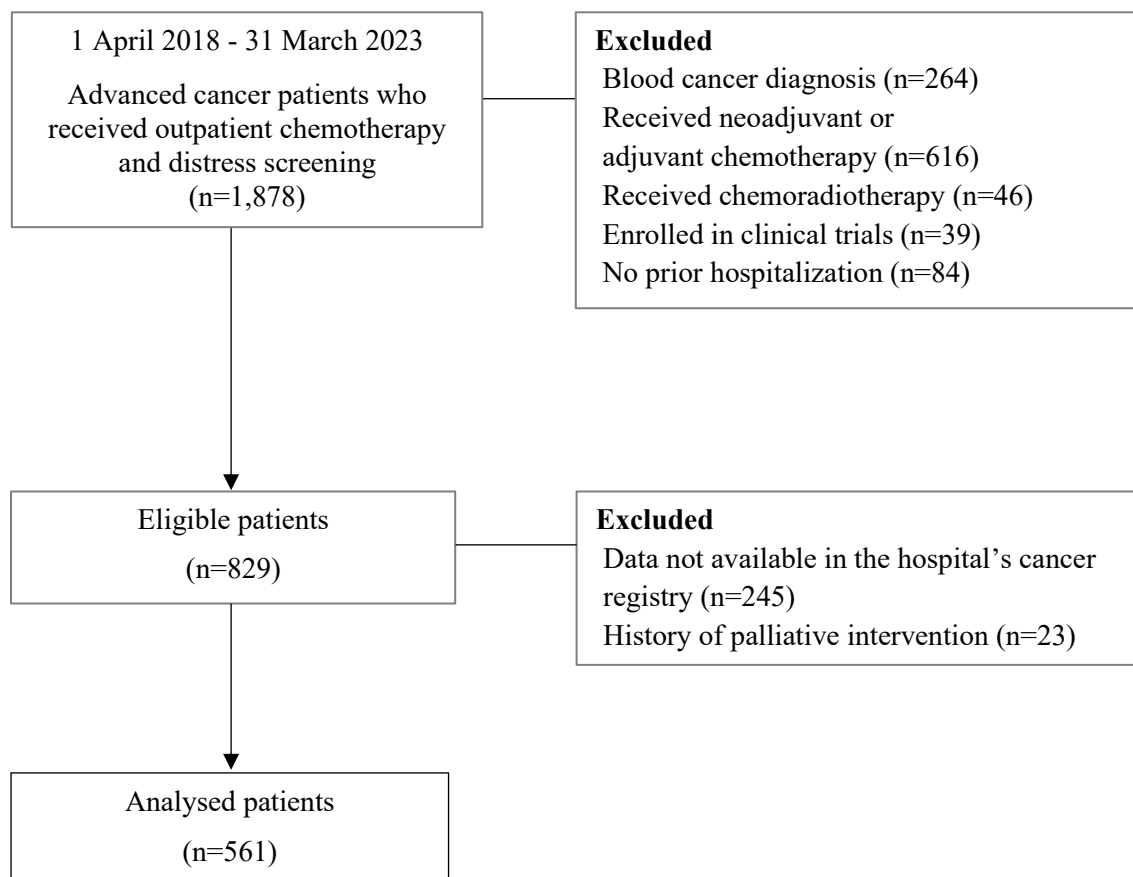 1 April 2018 - 31 March 2023
Advanced cancer patients who
received outpatient chemotherapy
and distress screening
(n=1,878)
Excluded
Blood cancer diagnosis (n=264)
Received neoadjuvant or
adjuvant chemotherapy (n=616)
Received chemoradiotherapy (n=46)
Enrolled in clinical trials (n=39)
No prior hospitalization (n=84)
Eligible patients
(n=829)
Excluded
Data not available in the hospital’s cancer
registry (n=245)
History of palliative intervention (n=23)
Analysed patients
(n=561)